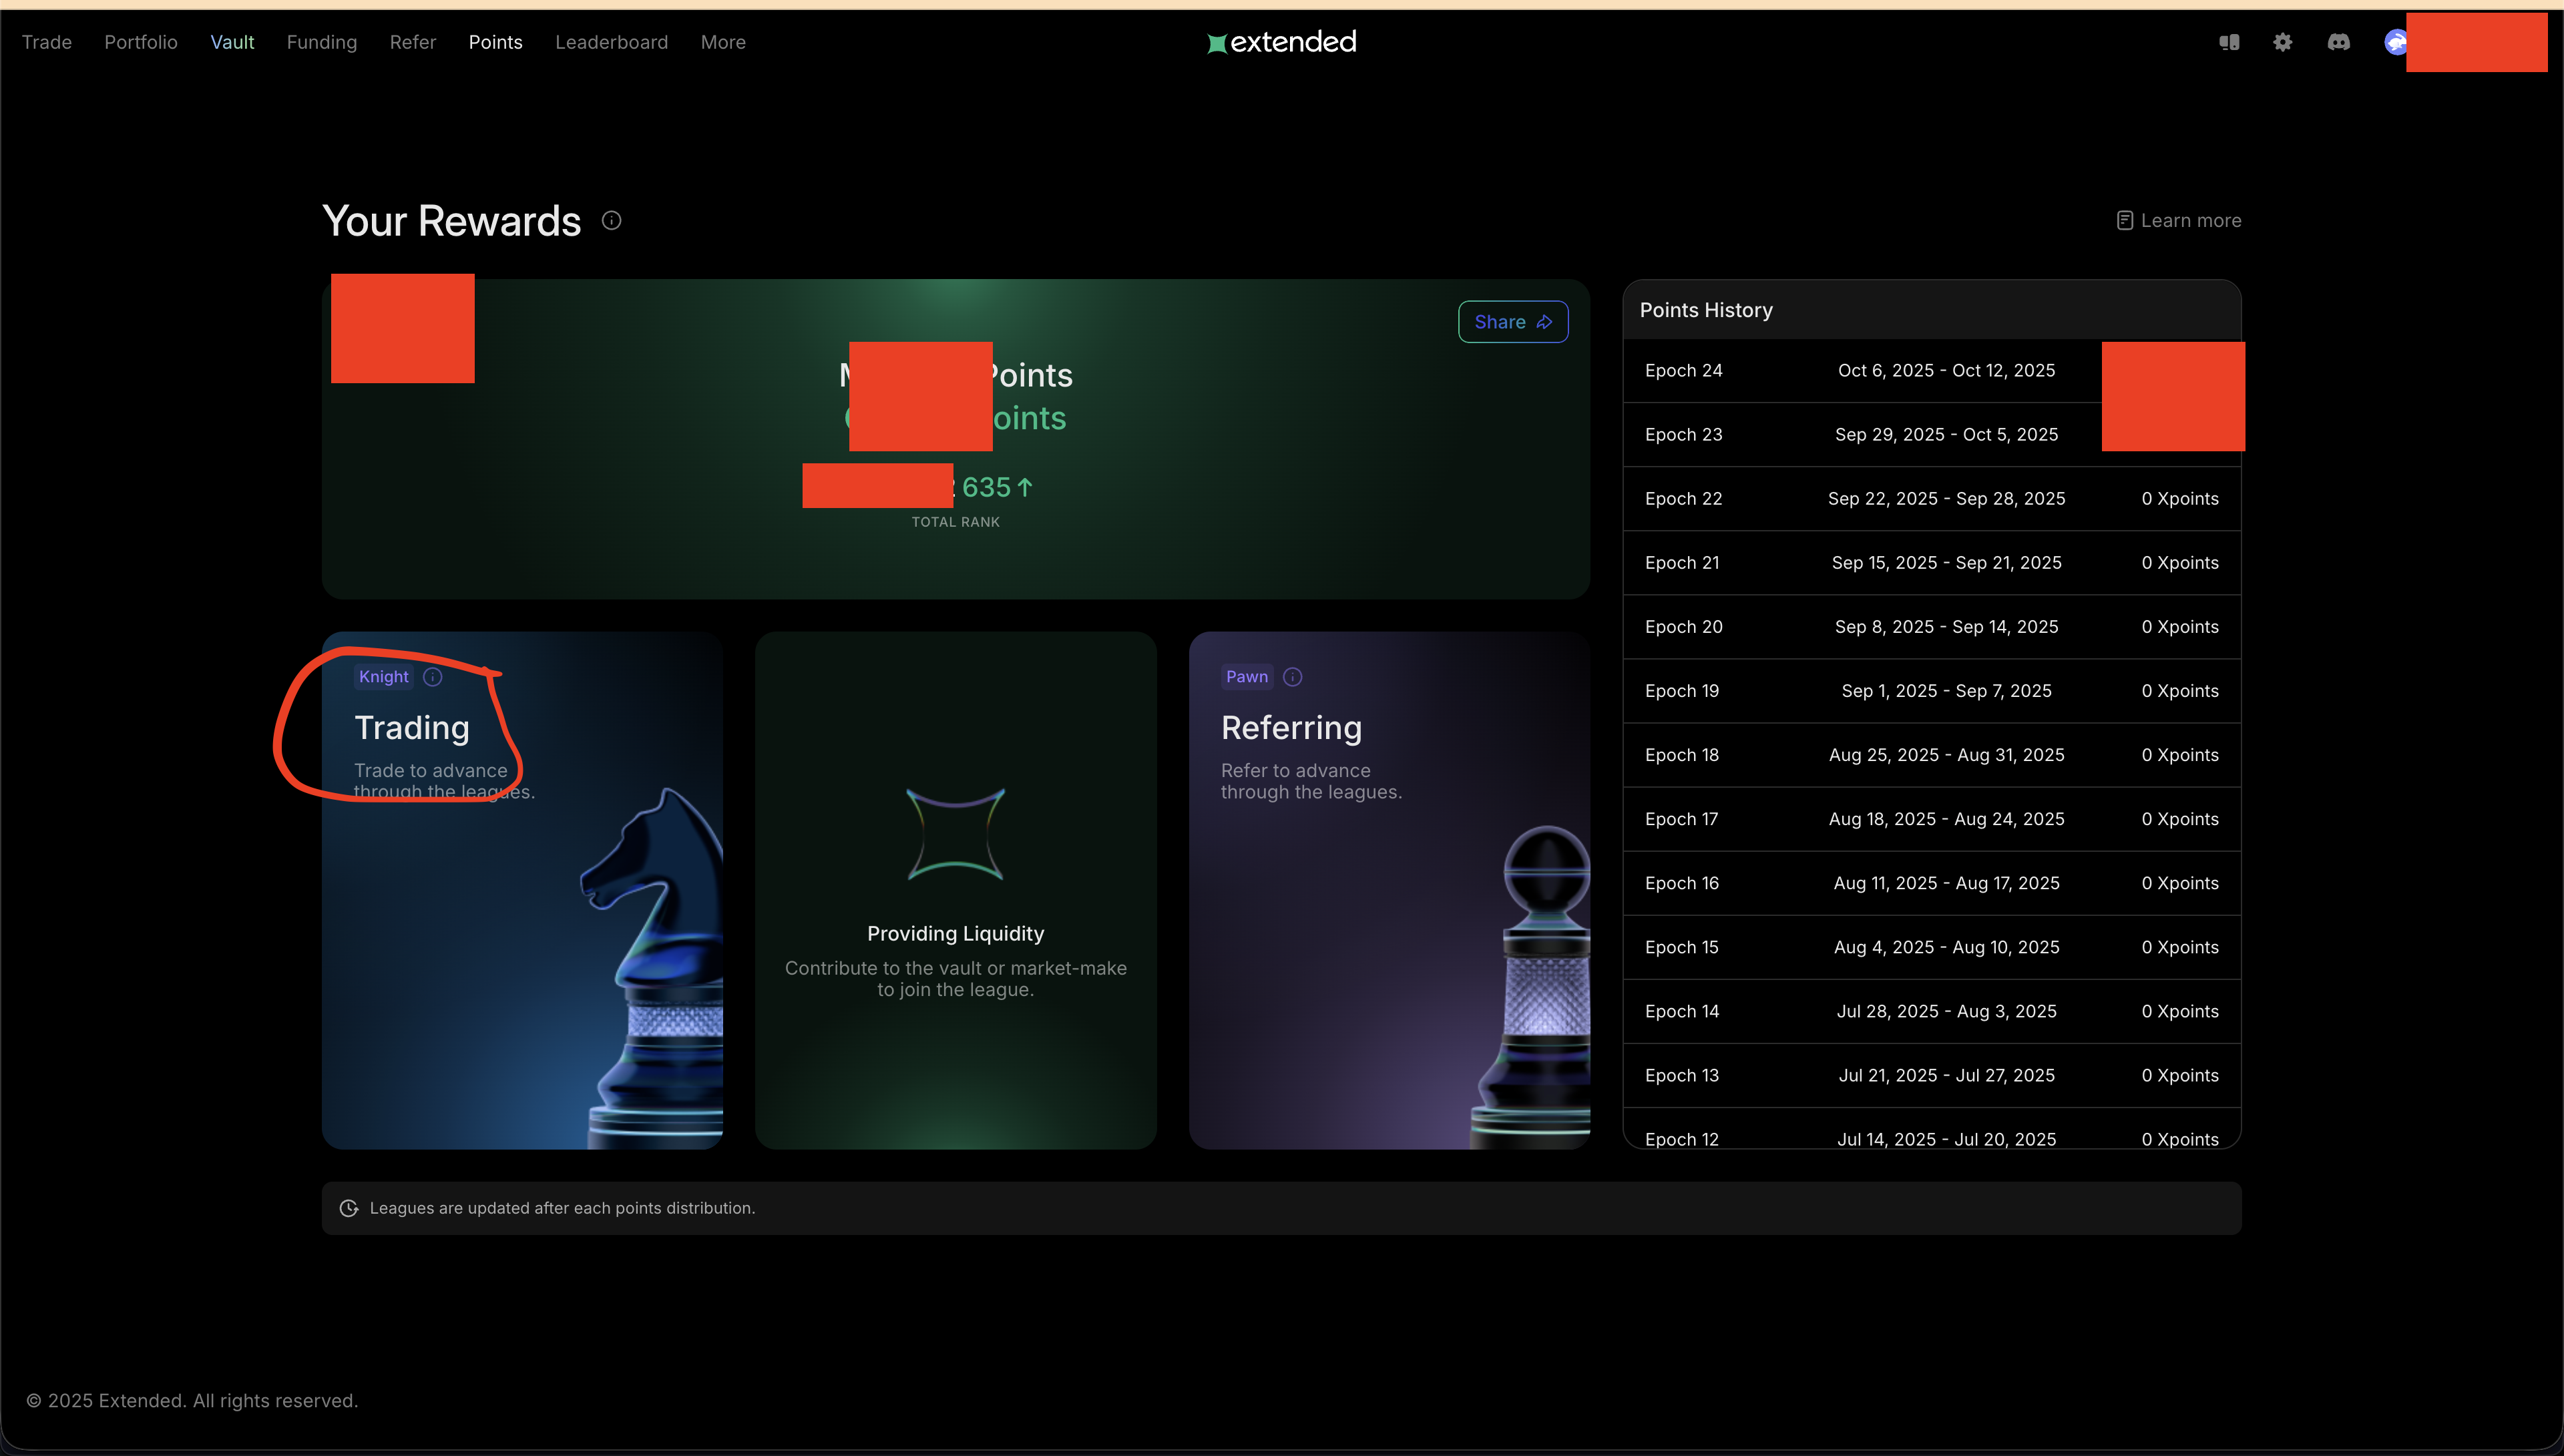 Trade Portfolio Vault Funding Refer Points Leaderboard More
extended
Your Rewards
Learn more
Share
Points
635↑
TOTAL RANK
Knight
Trading
Trade to advance
through the leagues.
Providing Liquidity
Contribute to the vault or market-make
to join the league.
Pawn
Referring
Refer to advance
through the leagues.
Points History
Epoch 24 Oct 6, 2025 - Oct 12, 2025
Epoch 23 Sep 29, 2025 - Oct 5, 2025
Epoch 22 Sep 22, 2025 - Sep 28, 2025 0 Xpoints
Epoch 21 Sep 15, 2025 - Sep 21, 2025 0 Xpoints
Epoch 20 Sep 8, 2025 - Sep 14, 2025 0 Xpoints
Epoch 19 Sep 1, 2025 - Sep 7, 2025 0 Xpoints
Epoch 18 Aug 25, 2025 - Aug 31, 2025 0 Xpoints
Epoch 17 Aug 18, 2025 - Aug 24, 2025 0 Xpoints
Epoch 16 Aug 11, 2025 - Aug 17, 2025 0 Xpoints
Epoch 15 Aug 4, 2025 - Aug 10, 2025 0 Xpoints
Epoch 14 Jul 28, 2025 - Aug 3, 2025 0 Xpoints
Epoch 13 Jul 21, 2025 - Jul 27, 2025 0 Xpoints
Epoch 12 Jul 14, 2025 - Jul 20, 2025 0 Xpoints
Leagues are updated after each points distribution.
© 2025 Extended. All rights reserved.